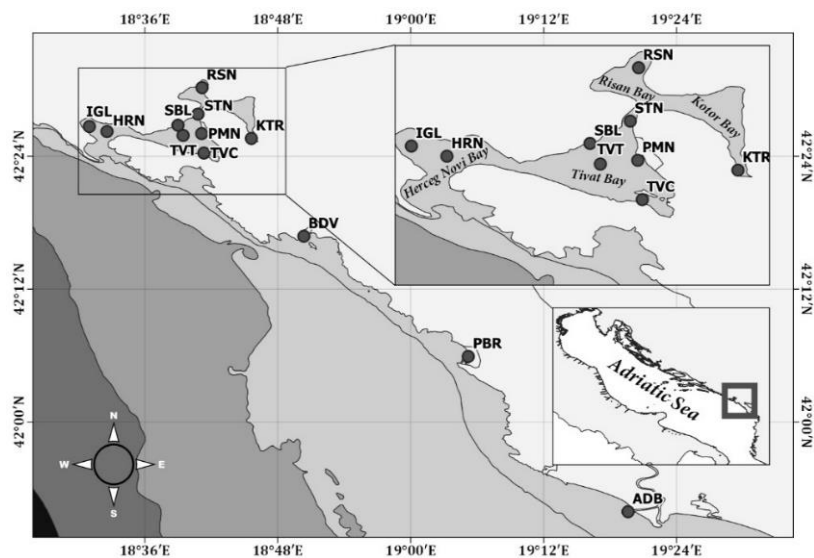 18°36'E 18°48'E 19°00'E 19°12'E 19°24'E
RSN
STN
SBL
IGL
HRN
PMN
KTR
TVT
TVC
42°24'N
BDV
42°12'N
PBR
42°00'N
ADB
RSN
Risan Bay
Kotor Bay
STN
SBL
IGL
HRN
TVT
PMN
KTR
Herceg Novi Bay
Tivat Bay
TVC
42°24'N
42°12'N
Adriatic Sea
42°00'N
N
W E
S
18°36'E 18°48'E 19°00'E 19°12'E 19°24'E